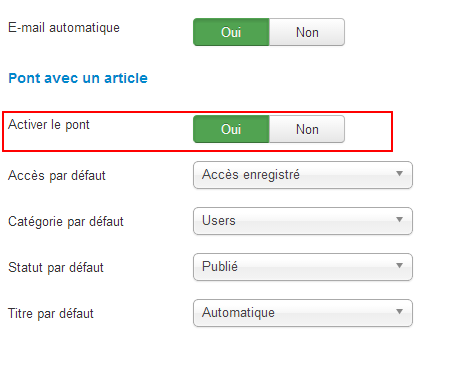 E-mail automatique Oui Non
Pont avec un article
Activer le pont Oui Non
Accès par défaut Accès enregistré
Catégorie par défaut Users
Statut par défaut Publié
Titre par défaut Automatique